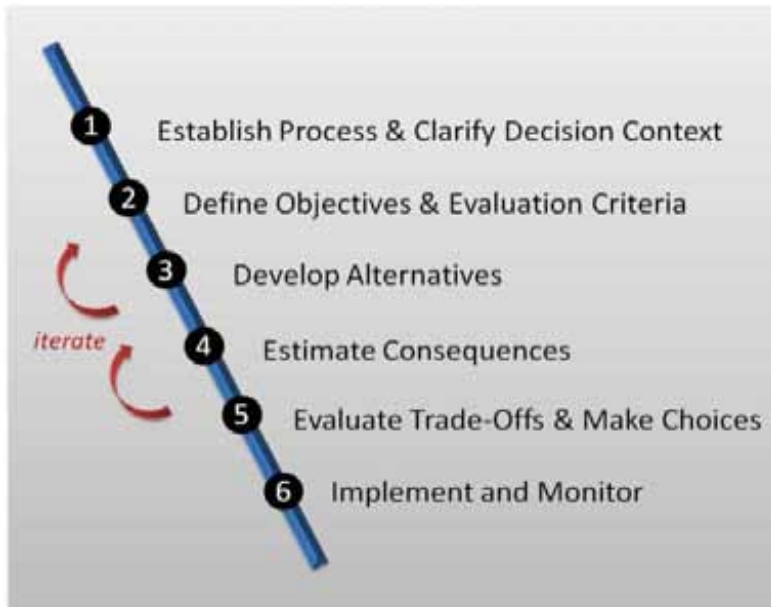 1 Establish Process & Clarify Decision Context
2 Define Objectives & Evaluation Criteria
3 Develop Alternatives
iterate
4 Estimate Consequences
5 Evaluate Trade-Offs & Make Choices
6 Implement and Monitor